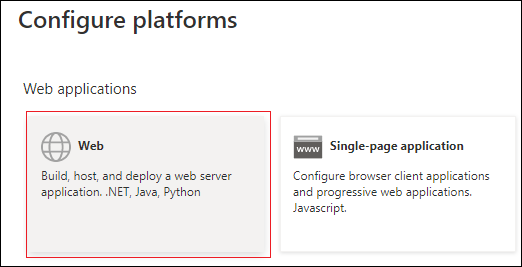 Configure platforms
Web applications
Web
Build, host, and deploy a web server
application. .NET, Java, Python
www
Single-page application
Configure browser client applications
and progressive web applications.
Javascript.